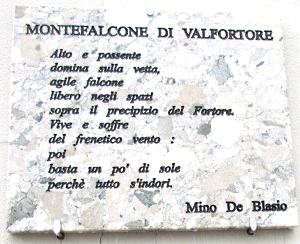 MONTEFALCONE DI VALFORTORE
Alto e possente
domina sulla vetta,
agile falcone
libero negli spazi
sopra il precipizio del Fortore.
Vive e soffre
del frenetico vento :
poi
basta un po' di sole
perchè tutto s'indori.
Mino De Blasio